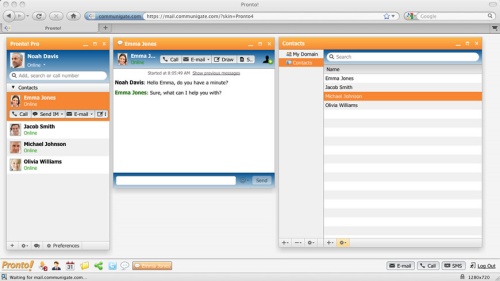 Pronto!
communigate.com https://mail.communigate.com/?skin=Pronto4
Google
Pronto!
Pronto! Pro
Noah Davis
Online
Add, search or call number
Contacts
Emma Jones
Online
Call Send IM E-mail
Jacob Smith
Online
Michael Johnson
Online
Olivia Williams
Online
Preferences
Emma Jones
Emma J...
Online
Call E-mail Draw S..
Started at 6:05:49 AM Show previous messages
Noah Davis: Hello Emma, do you have a minute?
Emma Jones: Sure, what can I help you with?
Send
Contacts
My Domain
Contacts
Search
Name
Emma Jones
Jacob Smith
Michael Johnson
Olivia Williams
Pronto!
31
Emma Jones
E-mail Call SMS Log Out
Waiting for mail.communigate.com...
1280x720